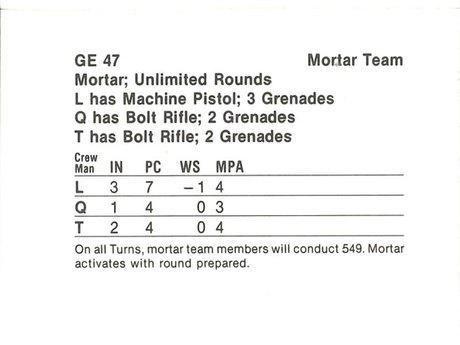 GE 47 Mortar Team
Mortar; Unlimited Rounds
L has Machine Pistol; 3 Grenades
Q has Bolt Rifle; 2 Grenades
T has Bolt Rifle; 2 Grenades
Crew Man IN PC WS MPA
L 3 7 −1 4
Q 1 4 0 3
T 2 4 0 4
On all Turns, mortar team members will conduct 549. Mortar
activates with round prepared.